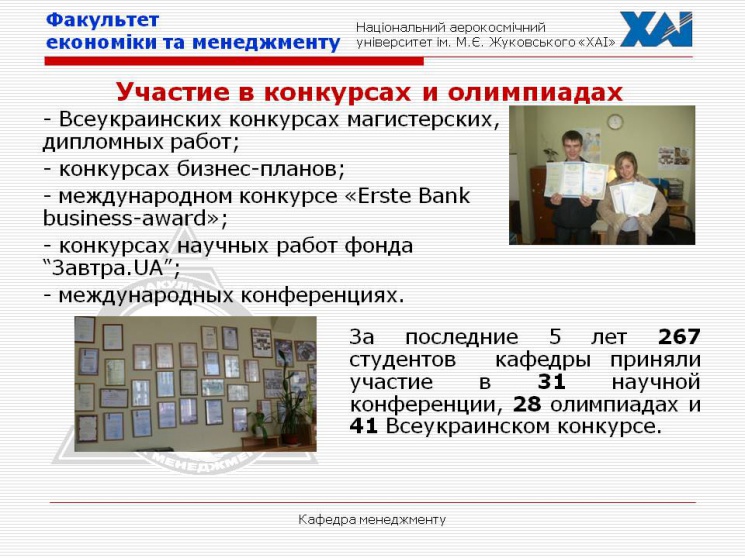 Факультет
економіки та менеджменту
Національний аерокосмічний
університет ім. М.Є. Жуковського «ХАІ»
ХАІ
Участие в конкурсах и олимпиадах
- Всеукраинских конкурсах магистерских,
дипломных работ;
- конкурсах бизнес-планов;
- международном конкурсе «Erste Bank
business-award»;
- конкурсах научных работ фонда
“Завтра.UA”;
- международных конференциях.
За последние 5 лет 267
студентов кафедры приняли
участие в 31 научной
конференции, 28 олимпиадах и
41 Всеукраинском конкурсе.
Кафедра менеджменту